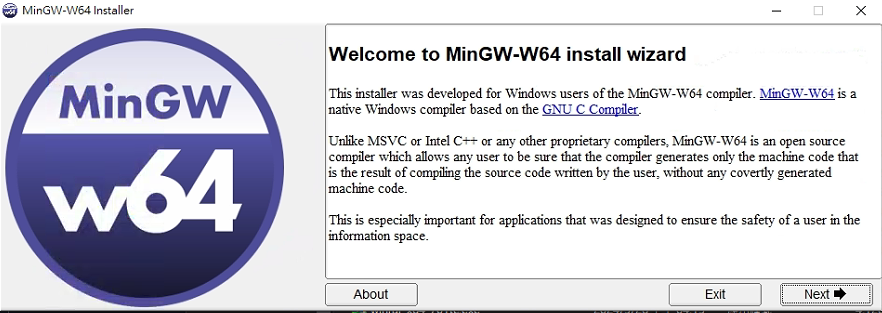 MinGW-W64 Installer
MinGW
w64
Welcome to MinGW-W64 install wizard
This installer was developed for Windows users of the MinGW-W64 compiler. MinGW-W64 is a
native Windows compiler based on the GNU C Compiler.
Unlike MSVC or Intel C++ or any other proprietary compilers, MinGW-W64 is an open source
compiler which allows any user to be sure that the compiler generates only the machine code that
is the result of compiling the source code written by the user, without any covertly generated
machine code.
This is especially important for applications that was designed to ensure the safety of a user in the
information space.
About
Exit
Next